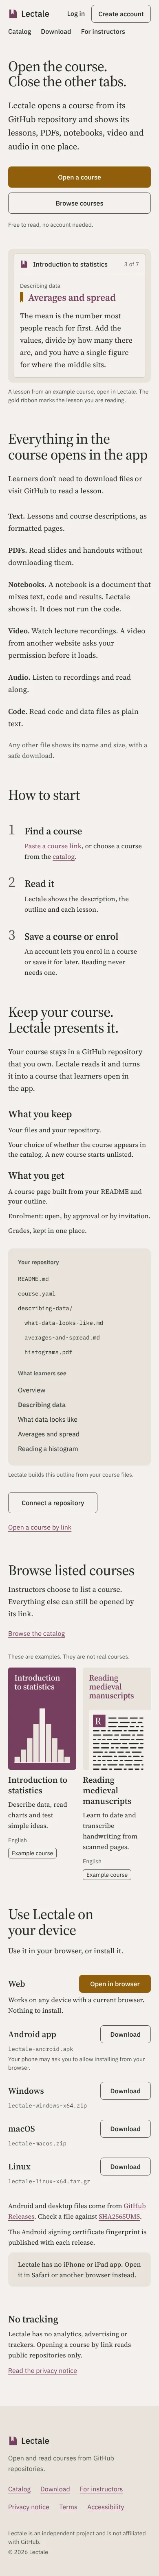 Lectale
Log in
Create account
Catalog
Download
For instructors
Open the course.
Close the other tabs.
Lectale opens a course from its
GitHub repository and shows its
lessons, PDFs, notebooks, video and
audio in one place.
Open a course
Browse courses
Free to read, no account needed.
Introduction to statistics
3 of 7
Describing data
Averages and spread
The mean is the number most
people reach for first. Add the
values, divide by how many there
are, and you have a single figure
for where the middle sits.
A lesson from an example course, open in Lectale. The
gold ribbon marks the lesson you are reading.
Everything in the
course opens in the app
Learners don't need to download files or
visit GitHub to read a lesson.
Text. Lessons and course descriptions, as
formatted pages.
PDFs. Read slides and handouts without
downloading them.
Notebooks. A notebook is a document that
mixes text, code and results. Lectale
shows it. It does not run the code.
Video. Watch lecture recordings. A video
from another website asks your
permission before it loads.
Audio. Listen to recordings and read
along.
Code. Read code and data files as plain
text.
Any other file shows its name and size, with a
safe download.
How to start
1
Find a course
Paste a course link, or choose a course
from the catalog.
2
Read it
Lectale shows the description, the
outline and each lesson.
3
Save a course or enrol
An account lets you enrol in a course
or save it for later. Reading never
needs one.
Keep your course.
Lectale presents it.
Your course stays in a GitHub repository
that you own. Lectale reads it and turns
it into a course that learners open in
the app.
What you keep
Your files and your repository.
Your choice of whether the course appears in
the catalog. A new course starts unlisted.
What you get
A course page built from your README and
your outline.
Enrolment: open, by approval or by invitation.
Grades, kept in one place.
Your repository
README.md
course.yaml
describing-data/
what-data-looks-like.md
averages-and-spread.md
histograms.pdf
What learners see
Overview
Describing data
What data looks like
Averages and spread
Reading a histogram
Lectale builds this outline from your course files.
Connect a repository
Open a course by link
Browse listed courses
Instructors choose to list a course.
Everything else can still be opened by
its link.
Browse the catalog
These are examples. They are not real courses.
Introduction
to statistics
Reading
medieval
manuscripts
R
Introduction to
statistics
Describe data, read
charts and test
simple ideas.
English
Example course
Reading
medieval
manuscripts
Learn to date and
transcribe
handwriting from
scanned pages.
English
Example course
Use Lectale on
your device
Use it in your browser, or install it.
Web
Open in browser
Works on any device with a current browser.
Nothing to install.
Android app
Download
lectale-android.apk
Your phone may ask you to allow installing from your
browser.
Windows
Download
lectale-windows-x64.zip
macOS
Download
lectale-macos.zip
Linux
Download
lectale-linux-x64.tar.gz
Android and desktop files come from GitHub
Releases. Check a file against SHA256SUMS.
The Android signing certificate fingerprint is
published with each release.
Lectale has no iPhone or iPad app. Open
it in Safari or another browser instead.
No tracking
Lectale has no analytics, advertising or
trackers. Opening a course by link reads
public repositories only.
Read the privacy notice
Lectale
Open and read courses from GitHub
repositories.
Catalog
Download
For instructors
Privacy notice
Terms
Accessibility
Lectale is an independent project and is not affiliated
with GitHub.
© 2026 Lectale